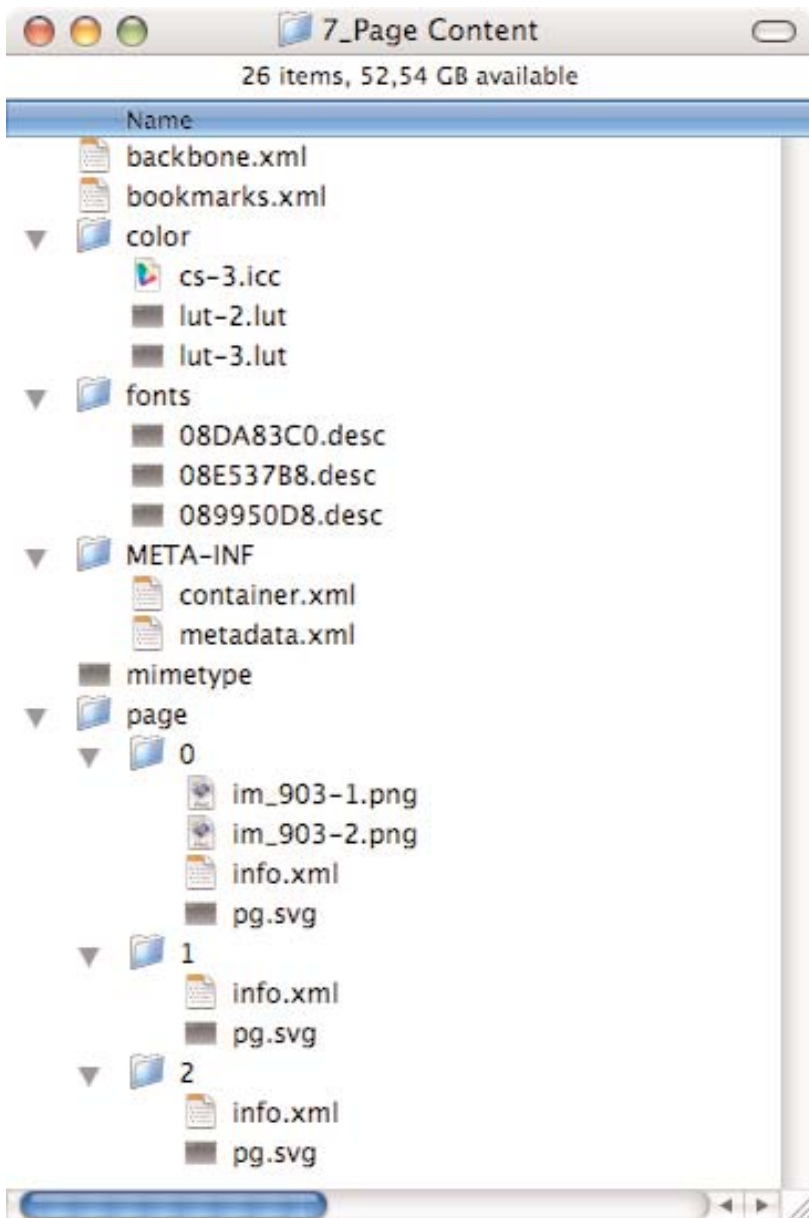 7_Page Content
26 items, 52,54 GB available
Name
backbone.xml
bookmarks.xml
color
cs-3.icc
lut-2.lut
lut-3.lut
fonts
08DA83C0.desc
08E537B8.desc
089950D8.desc
META-INF
container.xml
metadata.xml
mimetype
page
0
im_903-1.png
im_903-2.png
info.xml
pg.svg
1
info.xml
pg.svg
2
info.xml
pg.svg